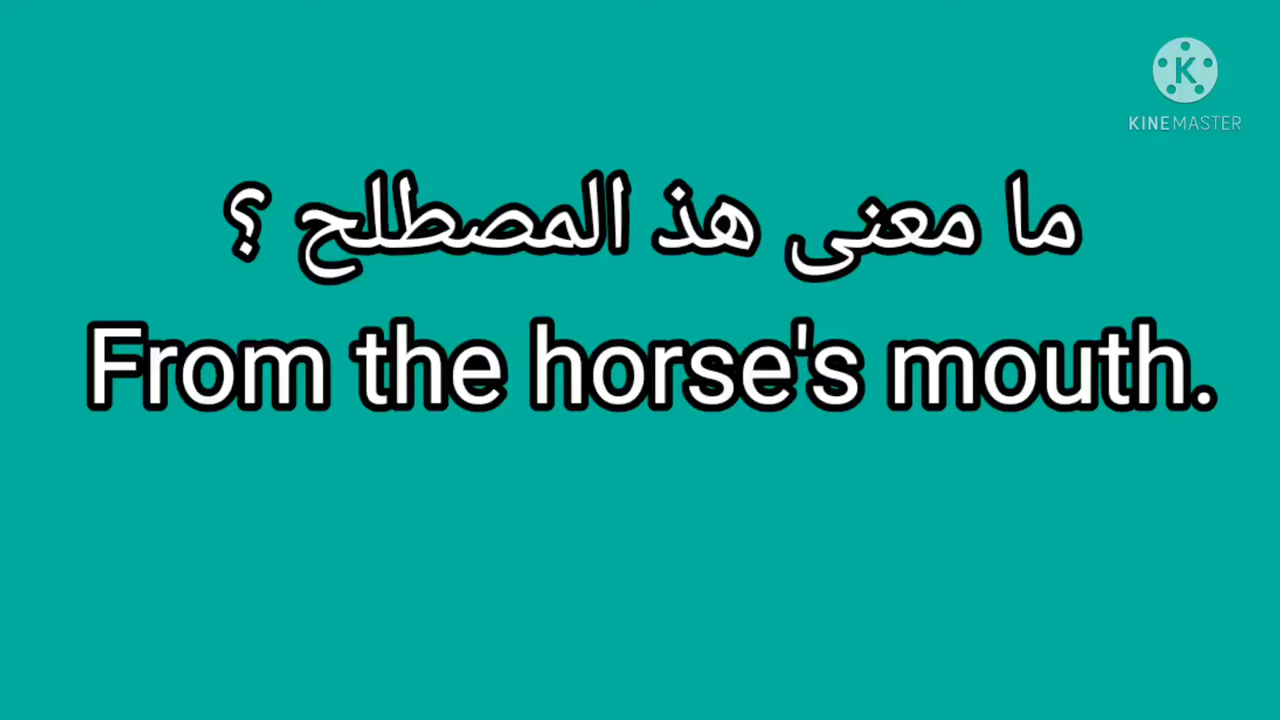 K
KINEMASTER
ما معنى هذ المصطلح ؟
From the horse's mouth.